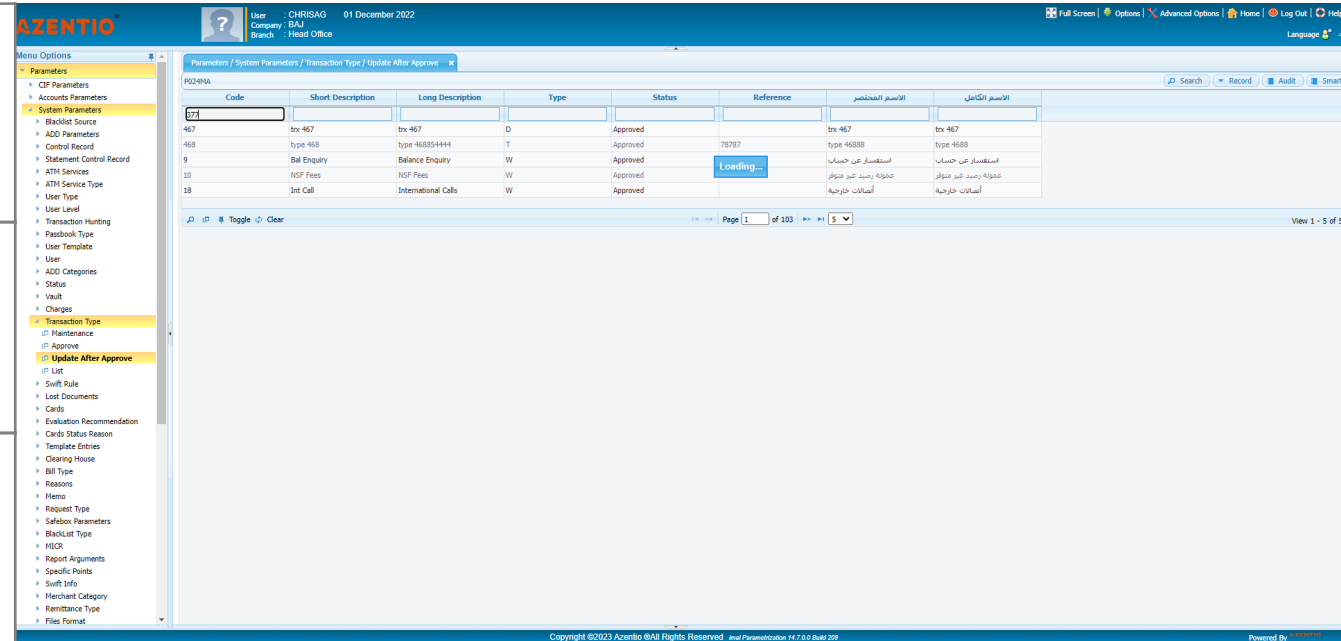 AZENTIO
User : CHRISAG 01 December 2022
Company : BAJ
Branch : Head Office
Full Screen | Options | Advanced Options | Home | Log Out | Help
Language
Menu Options
Parameters
CIF Parameters
Accounts Parameters
System Parameters
Blacklist Source
ADD Parameters
Control Record
Statement Control Record
ATM Services
ATM Service Type
User Type
User Level
Transaction Hunting
Passbook Type
User Template
User
ADD Categories
Status
Vault
Charges
Transaction Type
Maintenance
Approve
Update After Approve
List
Swift Rule
Lost Documents
Cards
Evaluation Recommendation
Cards Status Reason
Template Entries
Clearing House
Bill Type
Reasons
Memo
Request Type
Safebox Parameters
BlackList Type
MICR
Report Arguments
Specific Points
Swift Info
Merchant Category
Remittance Type
Files Format
Parameters / System Parameters / Transaction Type / Update After Approve x
P024MA
Search Record Audit Smart
Code Short Description Long Description Type Status Reference الاسم المختصر الاسم الكامل
377
467 trx 467 trx 467 D Approved trx 467 trx 467
468 type 468 type 468854444 T Approved 78787 type 46888 type 4688
9 Bal Enquiry Balance Enquiry W Approved استفسار عن حساب استفسار عن حساب
Loading...
10 NSF Fees NSF Fees W Approved عمولة رصيد غير متوفر عمولة رصيد غير متوفر
18 Int Call International Calls W Approved أتصالات خارجية أتصالات خارجية
Toggle Clear Page 1 of 103 5 View 1 - 5 of 5
Copyright ©2023 Azentio ®All Rights Reserved imal Parametrization 14.7.0.0 Build 209
Powered By AZENTIO